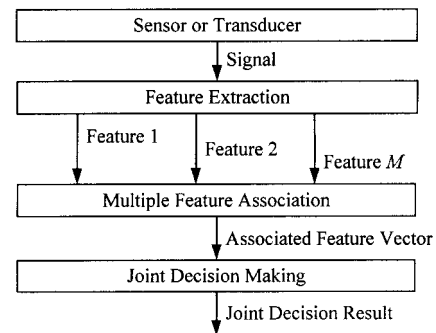 Sensor or Transducer
Signal
Feature Extraction
Feature 1
Feature 2
Feature M
Multiple Feature Association
Associated Feature Vector
Joint Decision Making
Joint Decision Result